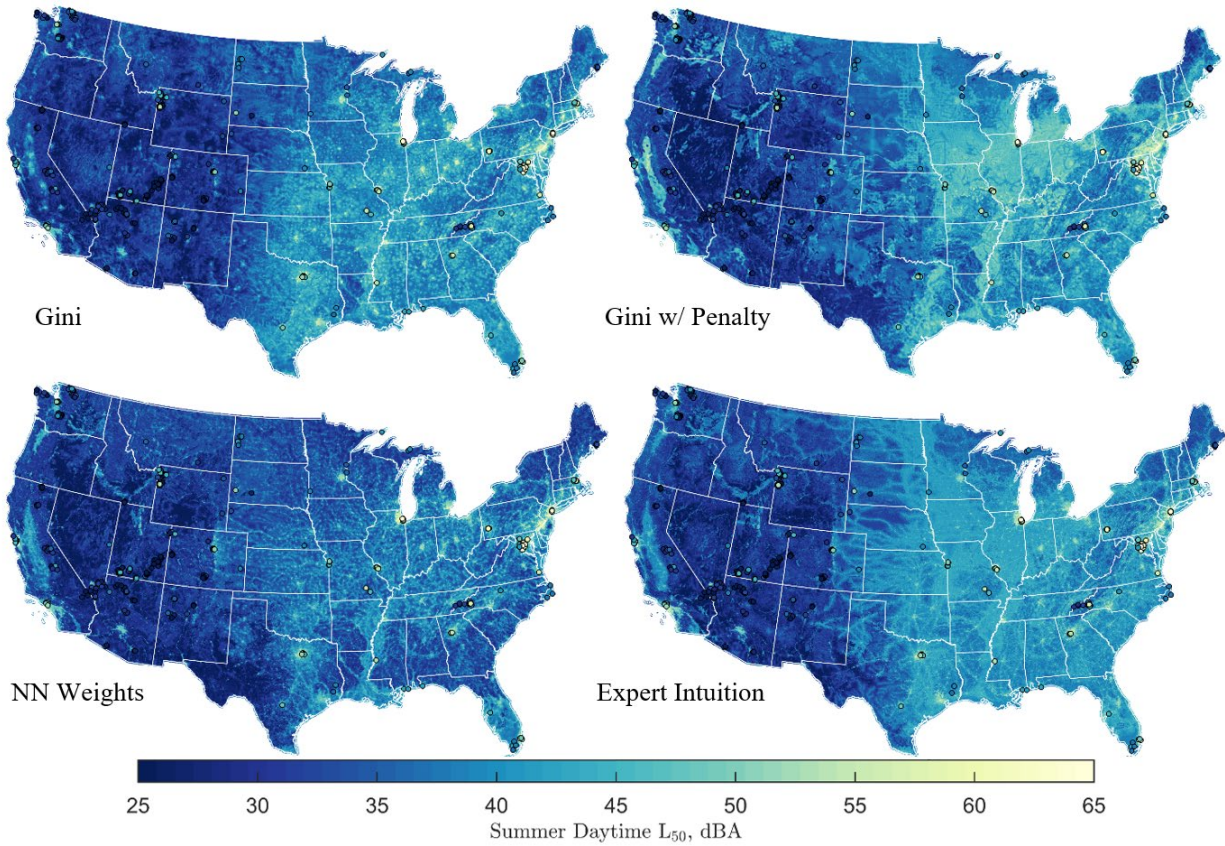 Gini
Gini w/ Penalty
NN Weights
Expert Intuition
25 30 35 40 45 50 55 60 65
Summer Daytime L₅₀, dBA